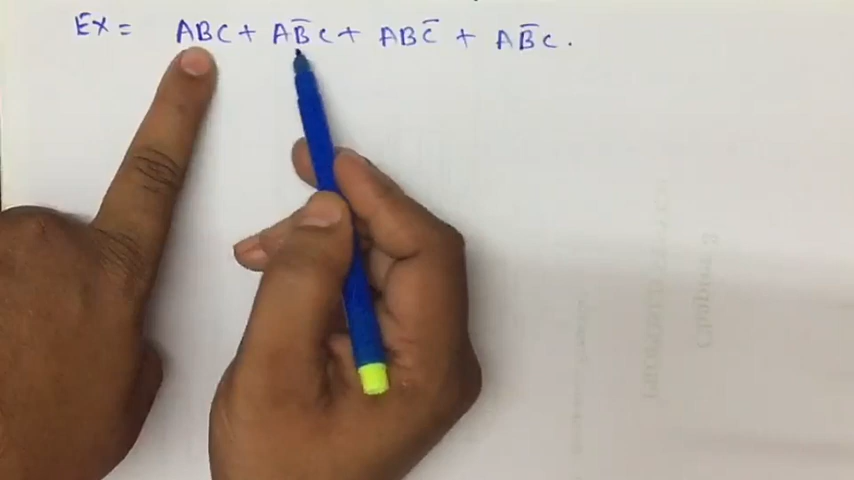 Ex = ABC + AB̅C + ABC̅ + AB̅C.